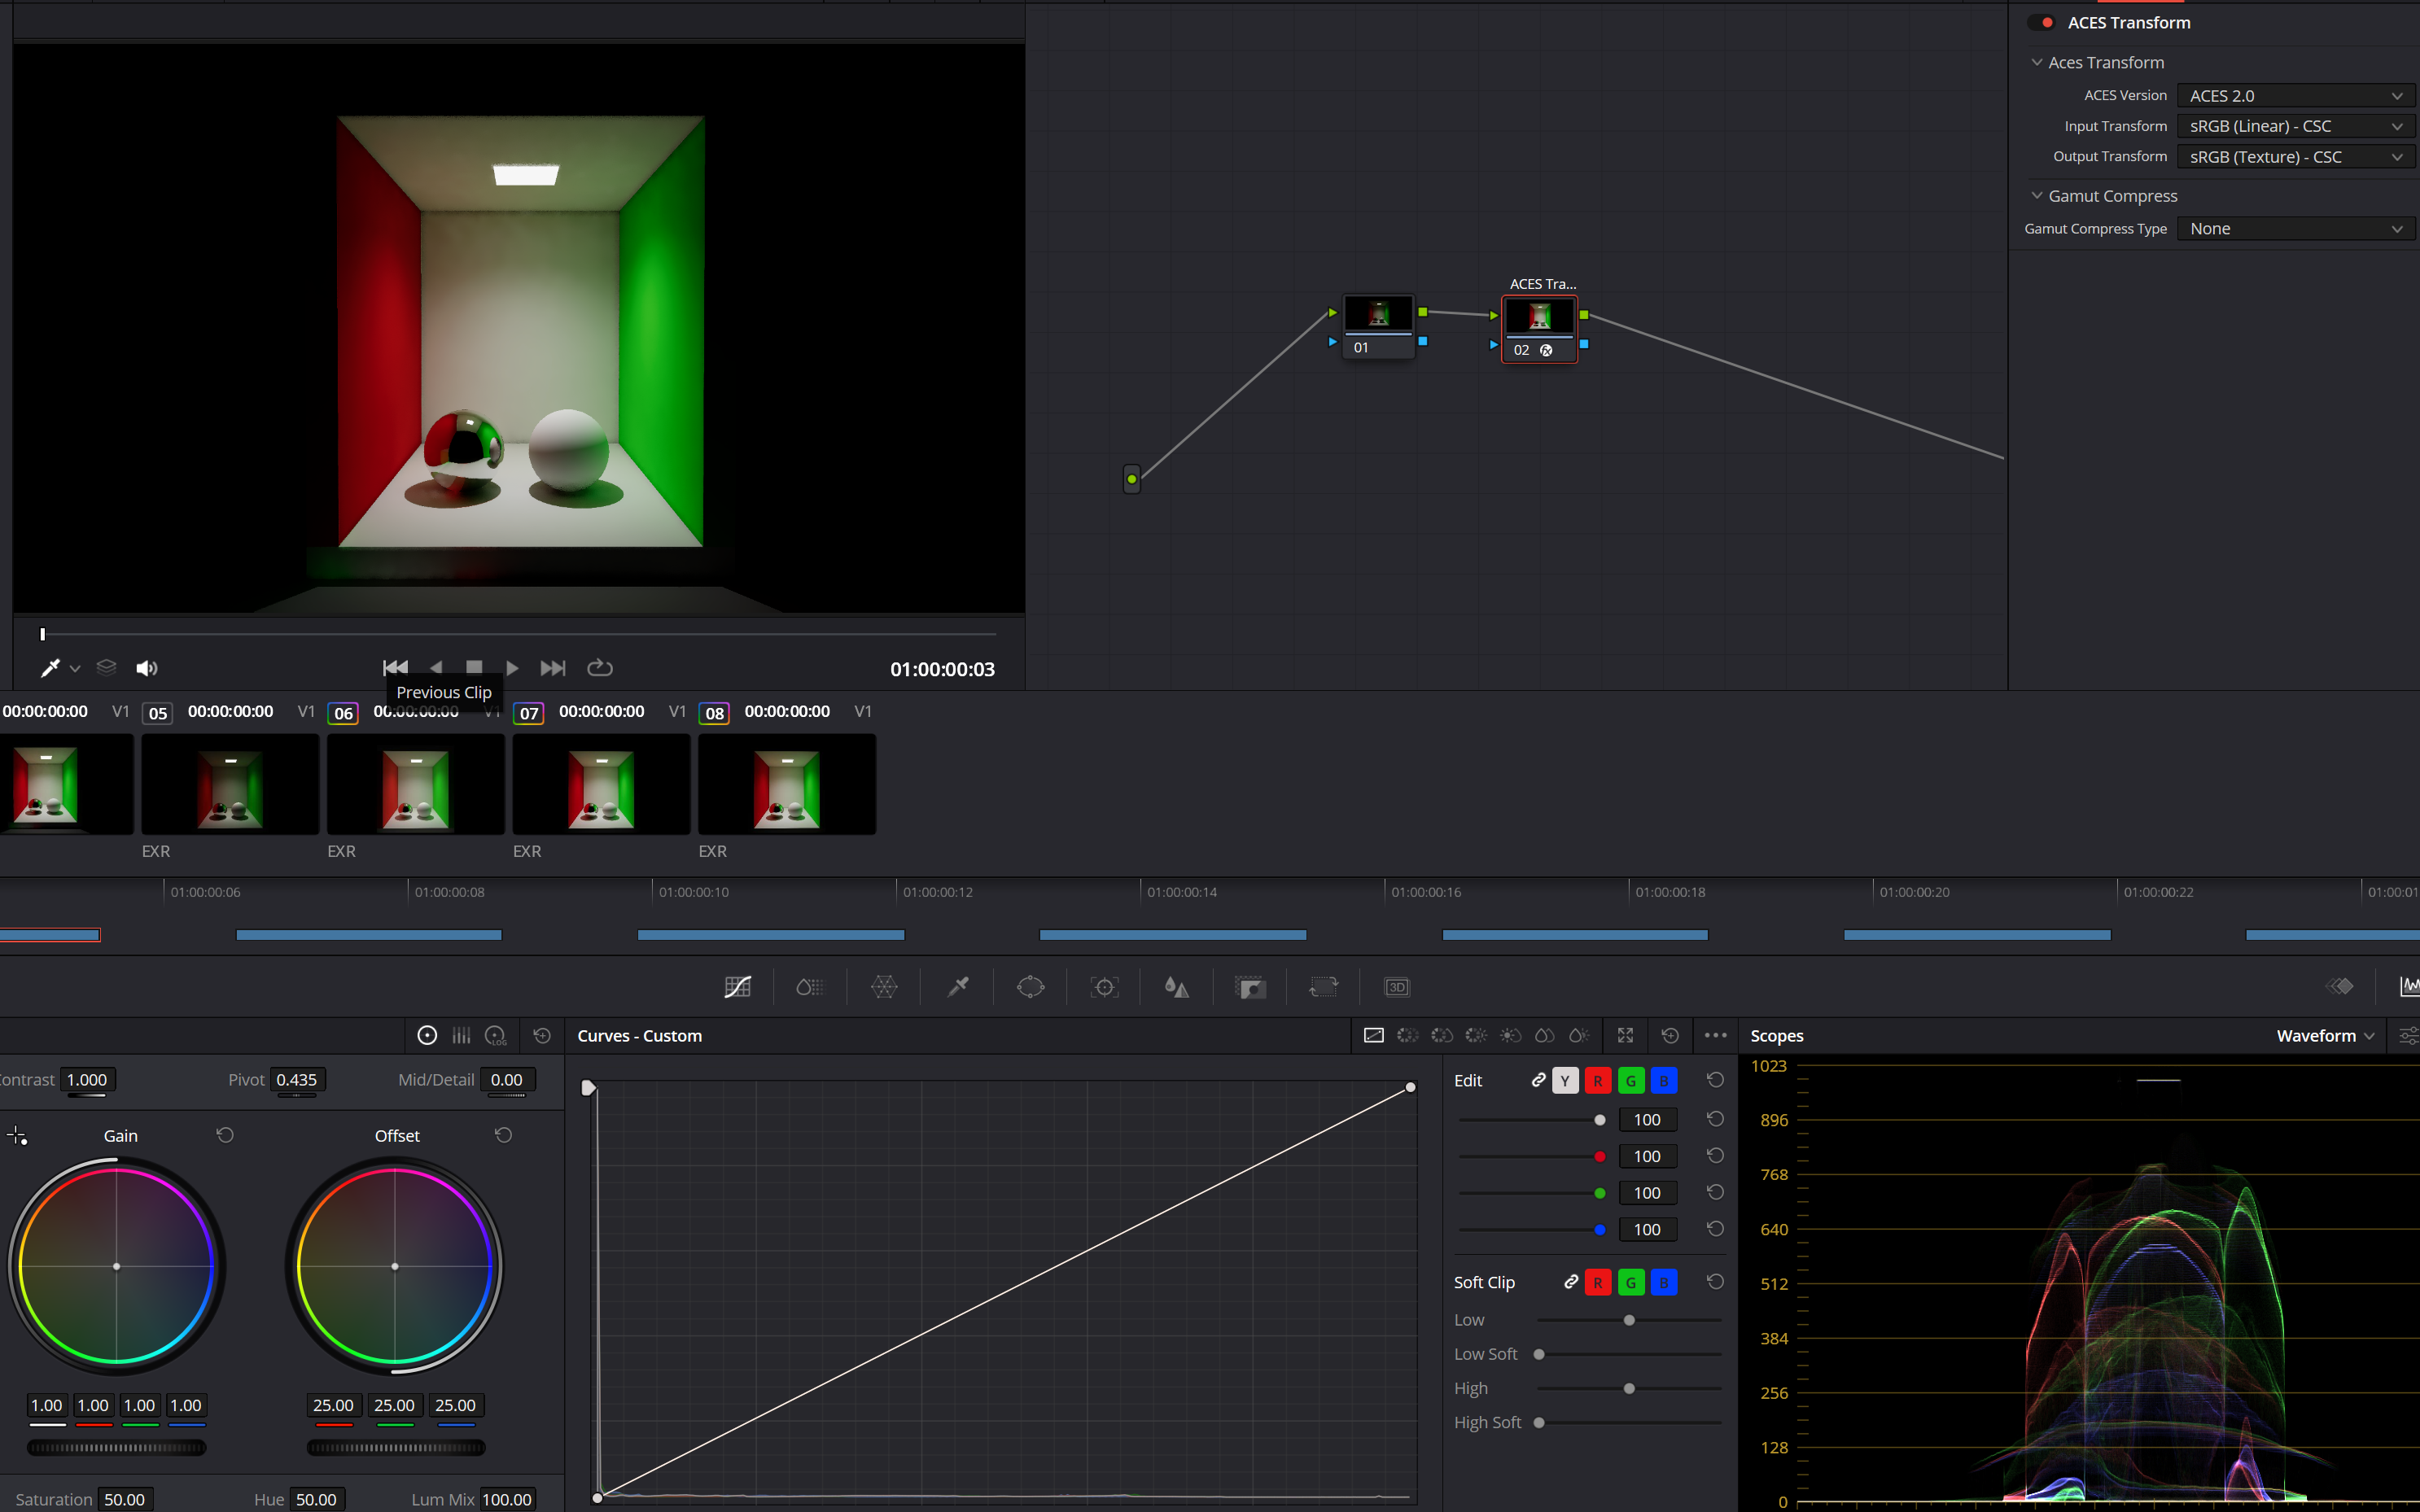 ACES Transform
Aces Transform
ACES Version ACES 2.0
Input Transform sRGB (Linear) - CSC
Output Transform sRGB (Texture) - CSC
Gamut Compress
Gamut Compress Type None
ACES Tra...
01
02
01:00:00:03
Previous Clip
00:00:00:00 V1 05 00:00:00:00 V1 06 00:00:00:00 V1 07 00:00:00:00 V1 08 00:00:00:00 V1
EXR EXR EXR EXR
01:00:00:06 01:00:00:08 01:00:00:10 01:00:00:12 01:00:00:14 01:00:00:16 01:00:00:18 01:00:00:20 01:00:00:22 01:00:01
3D
LOG
Curves - Custom
Scopes
Waveform
ontrast 1.000 Pivot 0.435 Mid/Detail 0.00
Gain Offset
1.00 1.00 1.00 1.00 25.00 25.00 25.00
Saturation 50.00 Hue 50.00 Lum Mix 100.00
Edit Y R G B
100
100
100
100
Soft Clip R G B
Low
Low Soft
High
High Soft
1023
896
768
640
512
384
256
128
0